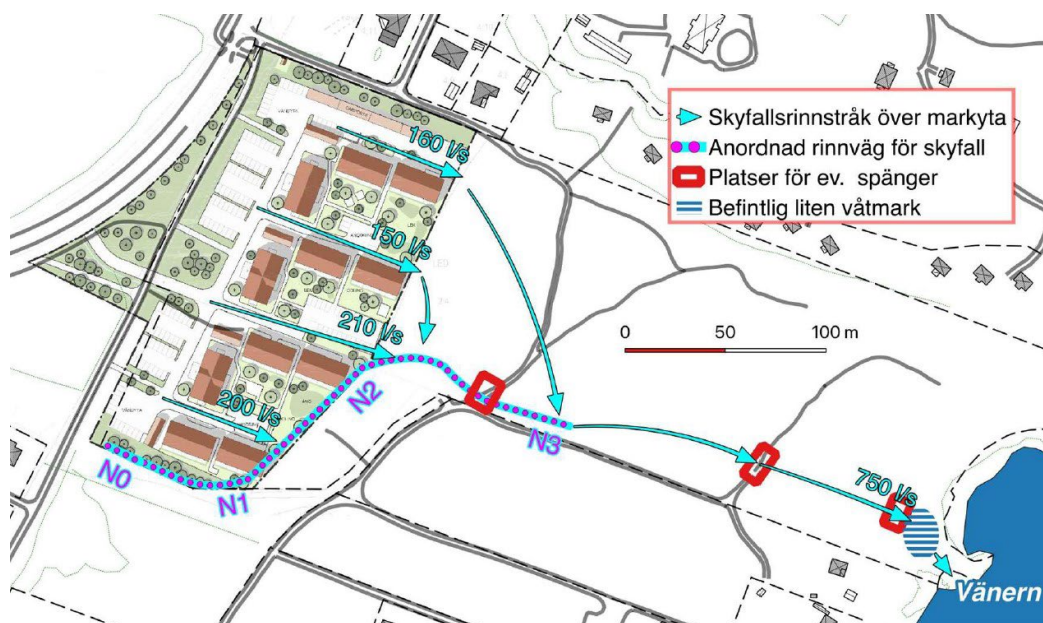 Skyfallsrinnstråk över markyta
Anordnad rinnväg för skyfall
Platser för ev. spänger
Befintlig liten våtmark
160 l/s
150 l/s
210 l/s
200 l/s
0 50 100 m
N2
N3
N0
N1
750 l/s
Vänern